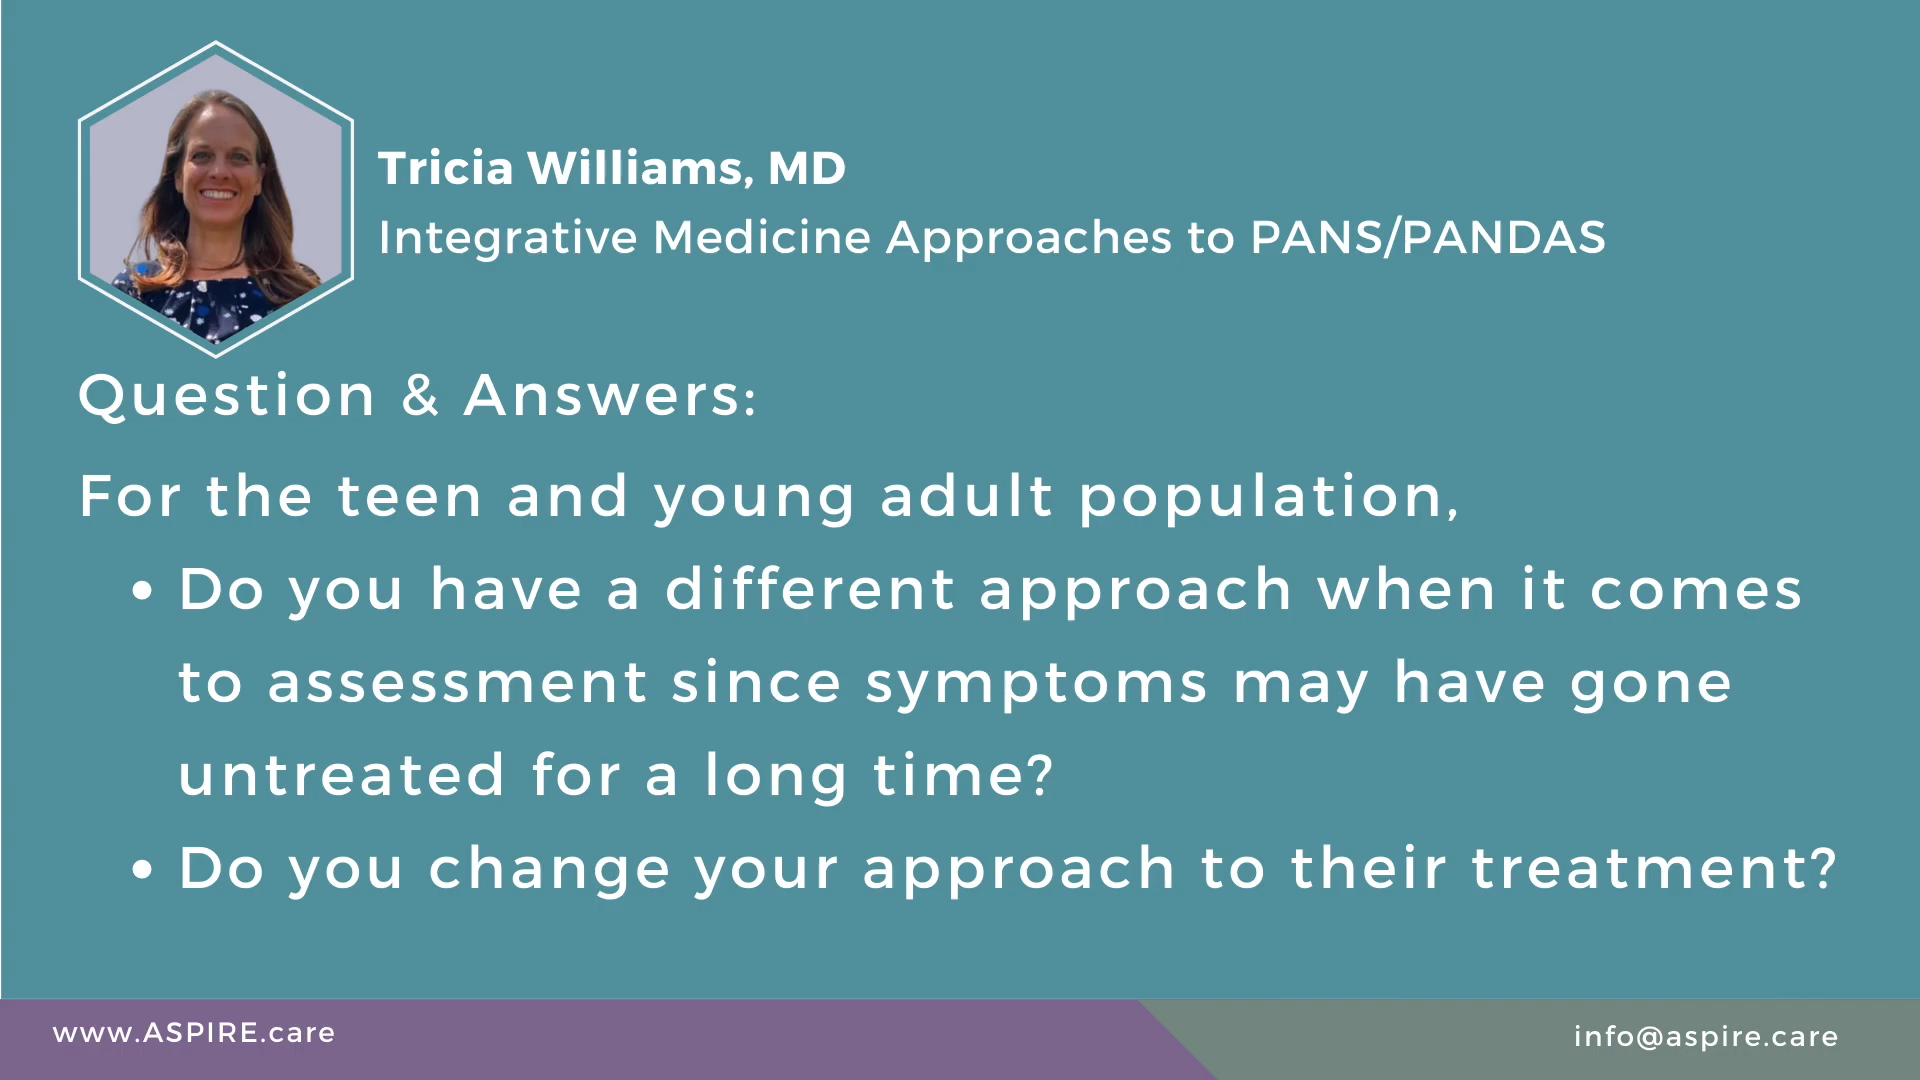 Tricia Williams, MD
Integrative Medicine Approaches to PANS/PANDAS
Question & Answers:
For the teen and young adult population,
• Do you have a different approach when it comes
to assessment since symptoms may have gone
untreated for a long time?
• Do you change your approach to their treatment?
www.ASPIRE.care
info@aspire.care